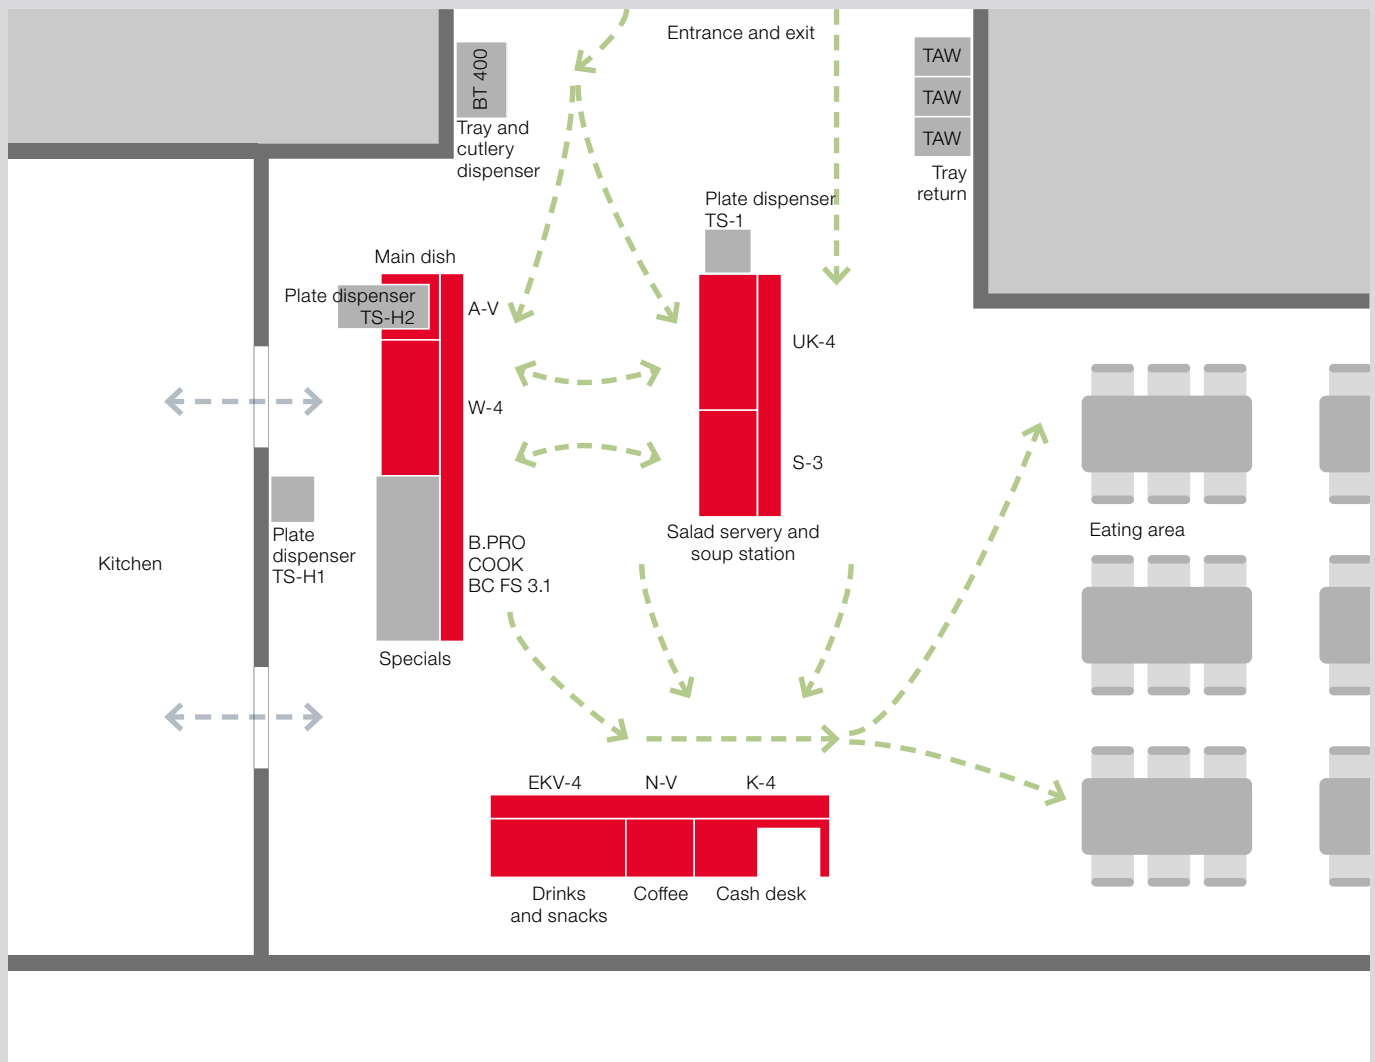 Entrance and exit
BT 400
Tray and
cutlery
dispenser
TAW
TAW
TAW
Tray
return
Plate dispenser
TS-1
Main dish
Plate dispenser
TS-H2
A-V
W-4
UK-4
S-3
Salad servery and
soup station
Kitchen
Plate
dispenser
TS-H1
B.PRO
COOK
BC FS 3.1
Specials
Eating area
EKV-4
N-V
K-4
Drinks
and snacks
Coffee
Cash desk